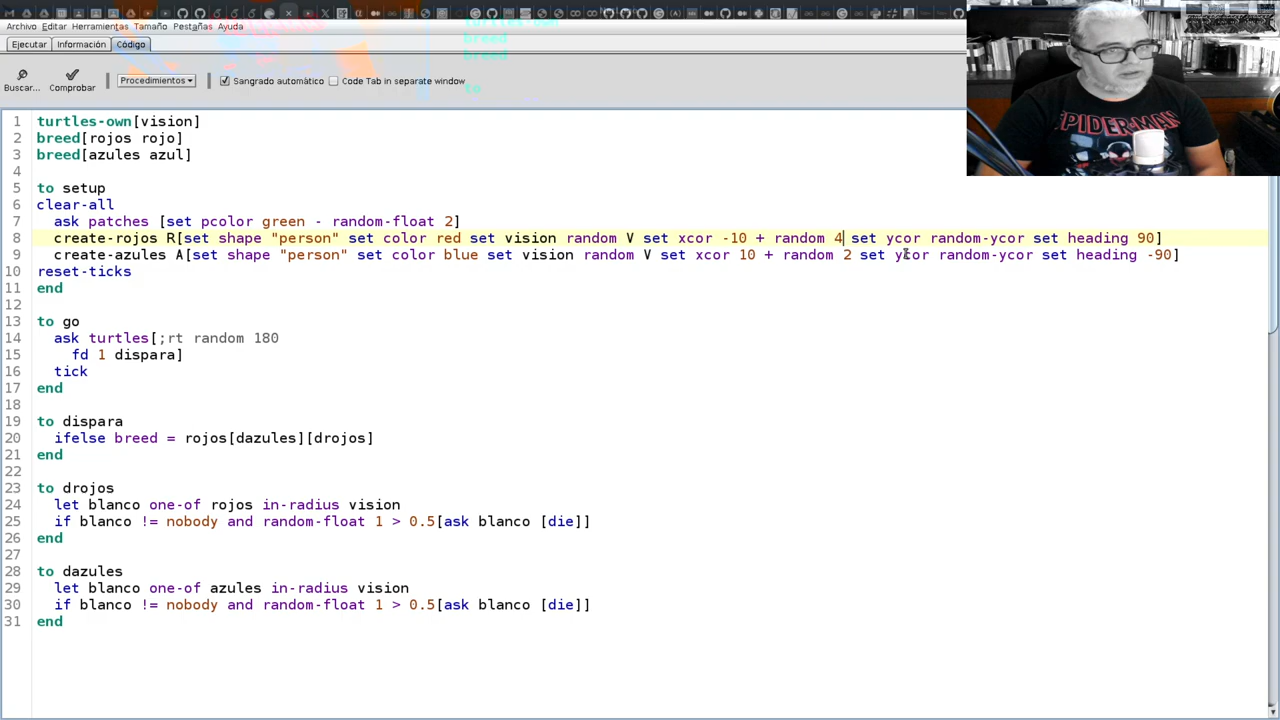 Archivo Editar Herramientas Tamaño Pestañas Ayuda
turtles-own
breed
breed
to
Ejecutar Información Código
Buscar... Comprobar Procedimientos Sangrado automático Code Tab in separate window
SPIDER-MAN
1 turtles-own[vision]
2 breed[rojos rojo]
3 breed[azules azul]
4
5 to setup
6 clear-all
7 ask patches [set pcolor green - random-float 2]
8 create-rojos R[set shape "person" set color red set vision random V set xcor -10 + random 4 set ycor random-ycor set heading 90]
9 create-azules A[set shape "person" set color blue set vision random V set xcor 10 + random 2 set ycor random-ycor set heading -90]
10 reset-ticks
11 end
12
13 to go
14 ask turtles[;rt random 180
15 fd 1 dispara]
16 tick
17 end
18
19 to dispara
20 ifelse breed = rojos[dazules][drojos]
21 end
22
23 to drojos
24 let blanco one-of rojos in-radius vision
25 if blanco != nobody and random-float 1 > 0.5[ask blanco [die]]
26 end
27
28 to dazules
29 let blanco one-of azules in-radius vision
30 if blanco != nobody and random-float 1 > 0.5[ask blanco [die]]
31 end